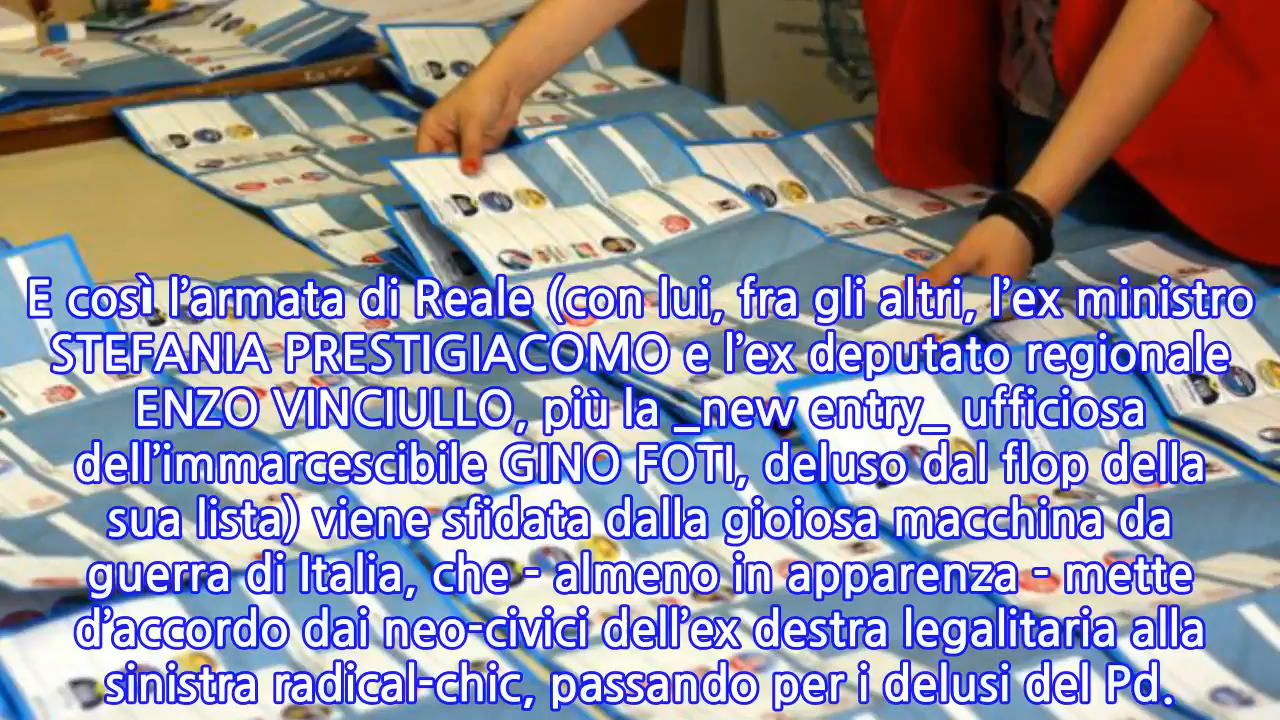 E così l'armata di Reale (con lui, fra gli altri, l'ex ministro
STEFANIA PRESTIGIACOMO e l'ex deputato regionale
ENZO VINCIULLO, più la _new entry_ ufficiosa
dell'immarcescibile GINO FOTI, deluso dal flop della
sua lista) viene sfidata dalla gioiosa macchina da
guerra di Italia, che - almeno in apparenza - mette
d'accordo dai neo-civici dell'ex destra legalitaria alla
sinistra radical-chic, passando per i delusi del Pd.